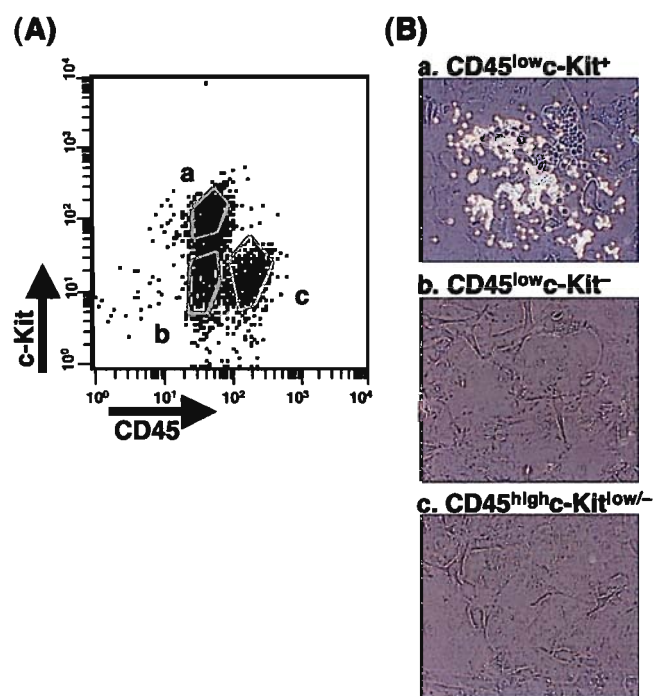 (A)
c-Kit
10⁴
10³
10²
10¹
10⁰
a
b
c
10⁰ 10¹ 10² 10³ 10⁴
CD45
(B)
a. CD45ˡᵒʷc-Kit⁺
b. CD45ˡᵒʷc-Kit⁻
c. CD45ʰⁱᵍʰc-Kitˡᵒʷ/⁻